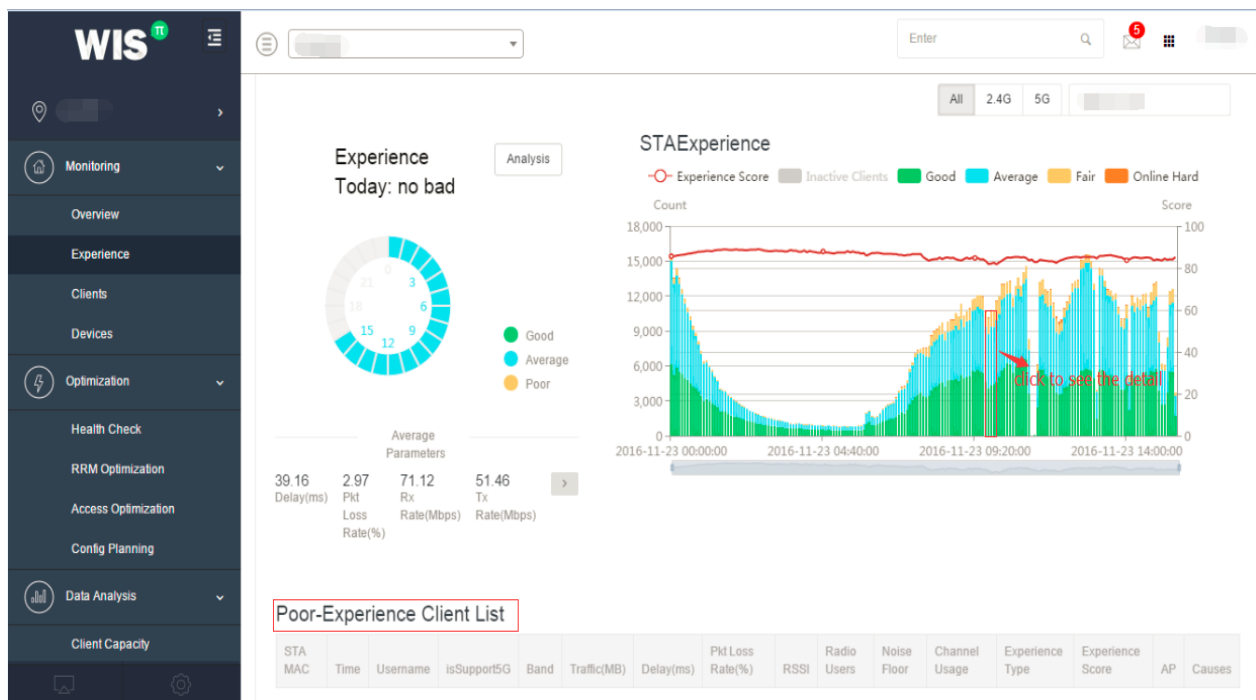 WIS π
Enter
5
All 2.4G 5G
Monitoring
Overview
Experience
Clients
Devices
Optimization
Health Check
RRM Optimization
Access Optimization
Config Planning
Data Analysis
Client Capacity
Experience
Today: no bad
Analysis
0
3
6
9
12
15
18
21
Good
Average
Poor
Average
Parameters
39.16 2.97 71.12 51.46
Delay(ms) Pkt Rx Tx
Loss Rate(Mbps) Rate(Mbps)
Rate(%)
STAExperience
Experience Score Inactive Clients Good Average Fair Online Hard
Count Score
18,000 100
15,000 80
12,000 60
9,000 40
6,000 20
3,000 0
0
click to see the detail
2016-11-23 00:00:00 2016-11-23 04:40:00 2016-11-23 09:20:00 2016-11-23 14:00:00
Poor-Experience Client List
STA Pkt Loss Radio Noise Channel Experience Experience
MAC Time Username isSupport5G Band Traffic(MB) Delay(ms) Rate(%) RSSI Users Floor Usage Type Score AP Causes